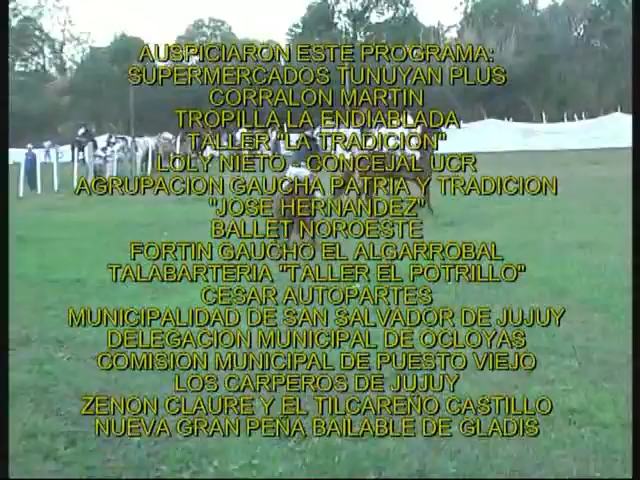 AUSPICIARON ESTE PROGRAMA:
SUPERMERCADOS TUNUYAN PLUS
CORRALON MARTIN
TROPILLA LA ENDIABLADA
TALLER "LA TRADICION"
LOLY NIETO - CONCEJAL UCR
AGRUPACION GAUCHA PATRIA Y TRADICION
"JOSE HERNANDEZ"
BALLET NOROESTE
FORTIN GAUCHO EL ALGARROBAL
TALABARTERIA "TALLER EL POTRILLO"
CESAR AUTOPARTES
MUNICIPALIDAD DE SAN SALVADOR DE JUJUY
DELEGACION MUNICIPAL DE OCLOYAS
COMISION MUNICIPAL DE PUESTO VIEJO
LOS CARPEROS DE JUJUY
ZENON CLAURE Y EL TILCAREÑO CASTILLO
NUEVA GRAN PEÑA BAILABLE DE GLADIS